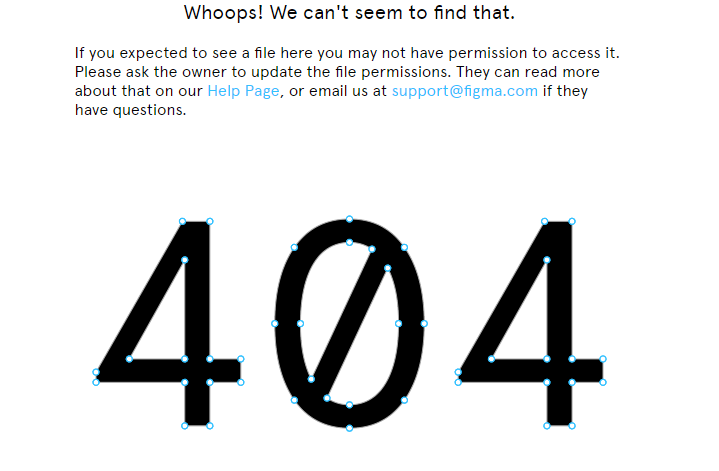 Whoops! We can't seem to find that.
If you expected to see a file here you may not have permission to access it.
Please ask the owner to update the file permissions. They can read more
about that on our Help Page, or email us at support@figma.com if they
have questions.
404